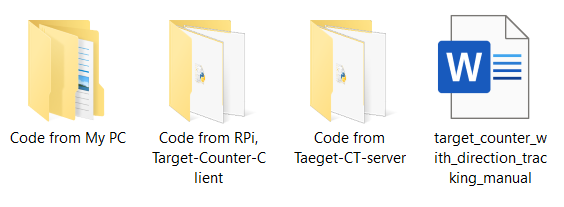 Code from My PC
Code from RPi,
Target-Counter-C
lient
Code from
Taeget-CT-server
W
target_counter_w
ith_direction_trac
king_manual